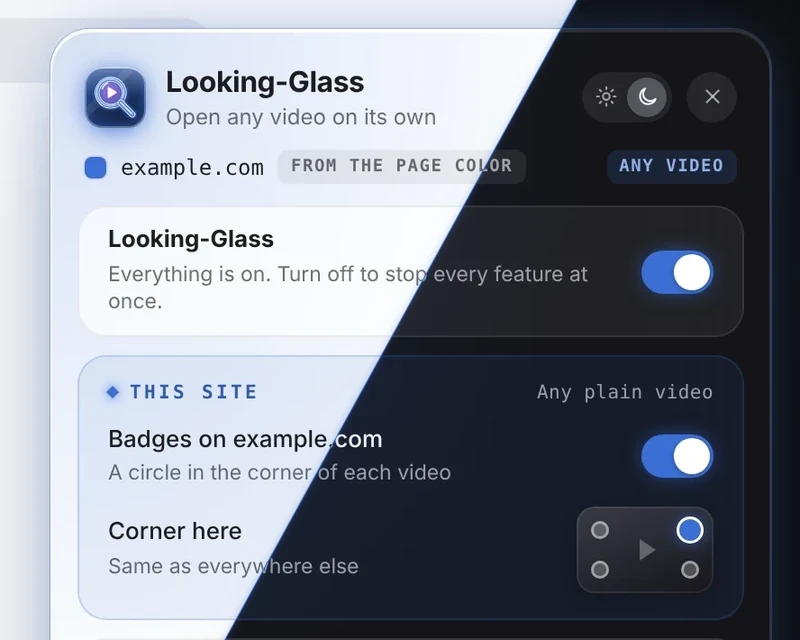 Looking-Glass
Open any video on its own
example.com FROM THE PAGE COLOR ANY VIDEO
Looking-Glass
Everything is on. Turn off to stop every feature at
once.
THIS SITE Any plain video
Badges on example.com
A circle in the corner of each video
Corner here
Same as everywhere else